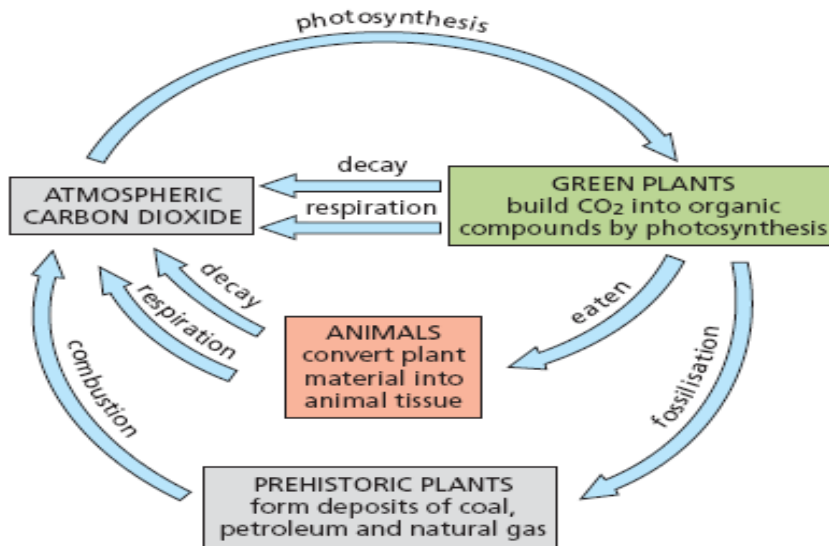 photosynthesis
ATMOSPHERIC
CARBON DIOXIDE
decay
respiration
GREEN PLANTS
build CO₂ into organic
compounds by photosynthesis
decay
respiration
combustion
ANIMALS
convert plant
material into
animal tissue
eaten
fossilisation
PREHISTORIC PLANTS
form deposits of coal,
petroleum and natural gas